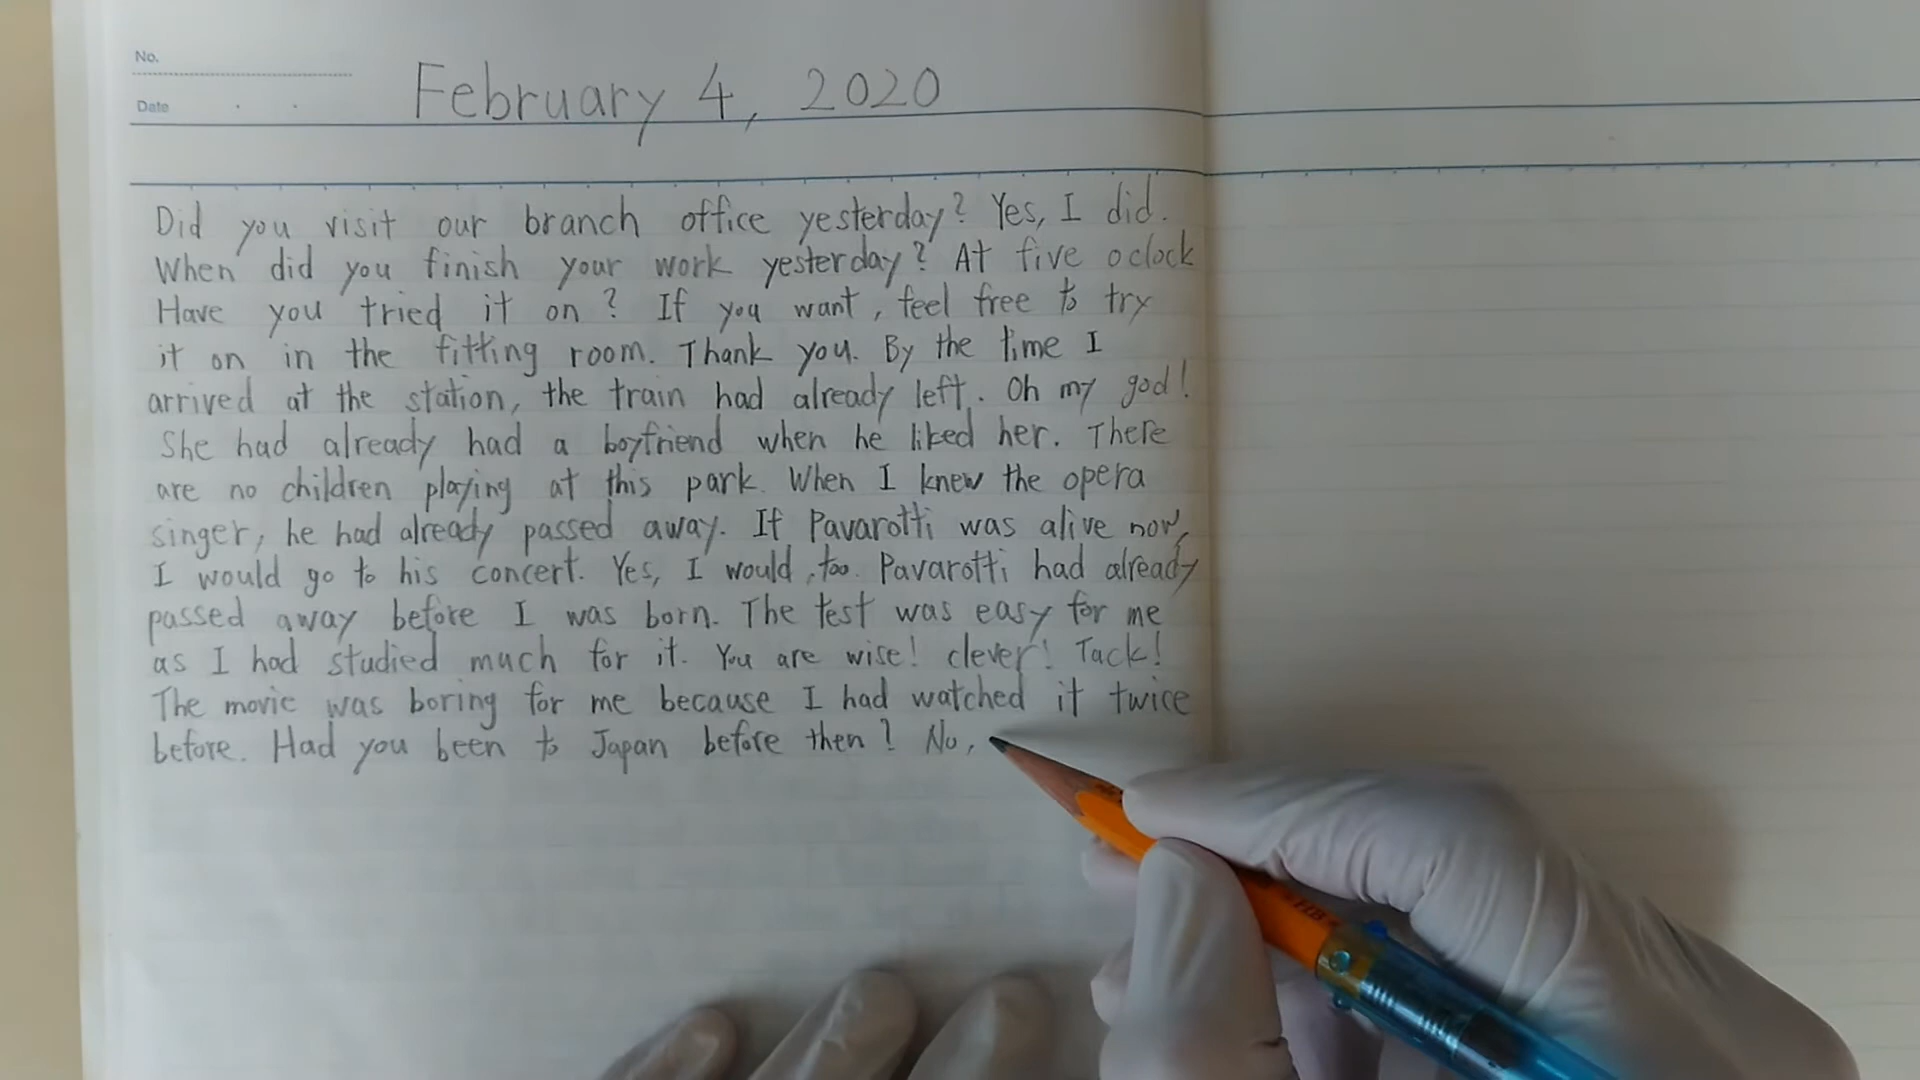 No.
Date
February 4, 2020
Did you visit our branch office yesterday? Yes, I did.
When did you finish your work yesterday? At five oclock
Have you tried it on? If you want, feel free to try
it on in the fitting room. Thank you. By the time I
arrived at the station, the train had already left. Oh my god!
She had already had a boyfriend when he liked her. There
are no children playing at this park. When I knew the opera
singer, he had already passed away. If Pavarotti was alive now,
I would go to his concert. Yes, I would, too. Pavarotti had already
passed away before I was born. The test was easy for me
as I had studied much for it. You are wise! clever! Tack!
The movie was boring for me because I had watched it twice
before. Had you been to Japan before then? No,
HB